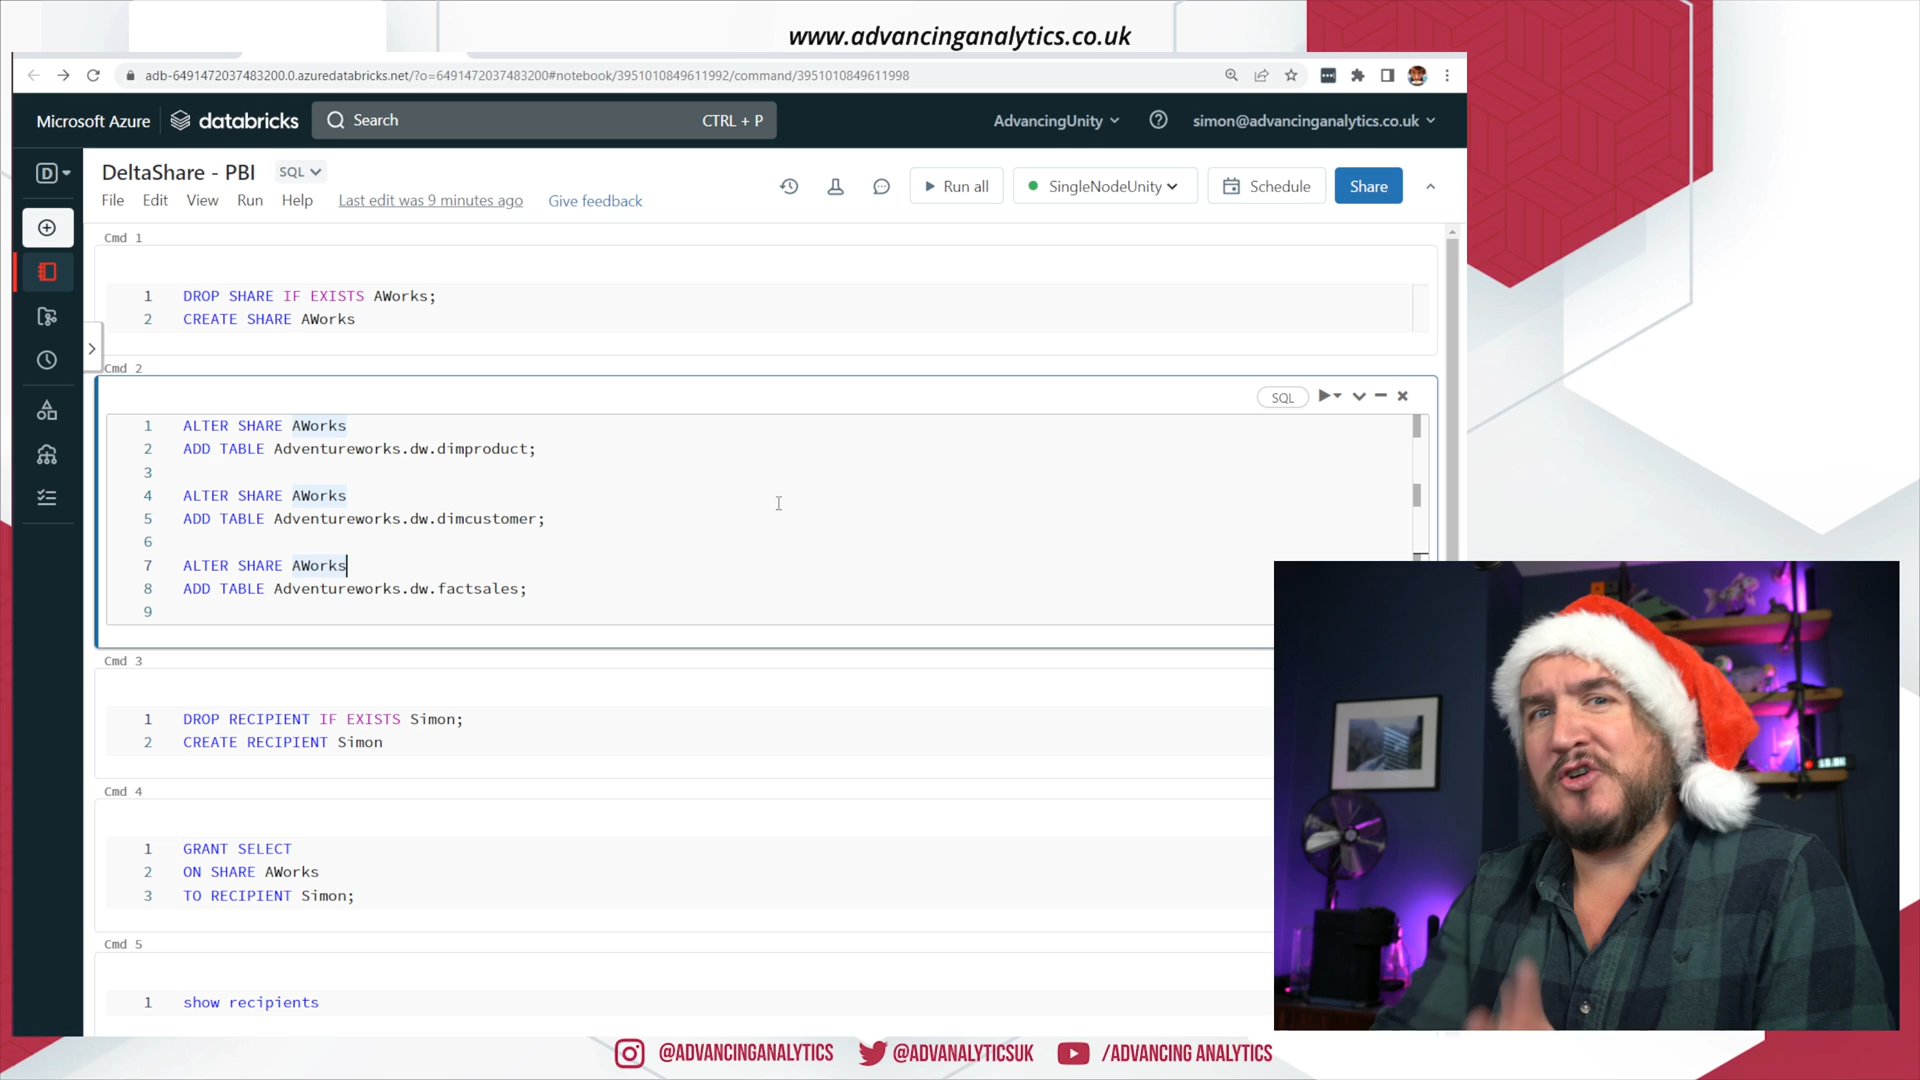 www.advancinganalytics.co.uk
adb-6491472037483200.0.azuredatabricks.net/?o=6491472037483200#notebook/3951010849611992/command/3951010849611998
Microsoft Azure databricks Search CTRL + P AdvancingUnity simon@advancinganalytics.co.uk
D DeltaShare - PBI SQL
File Edit View Run Help Last edit was 9 minutes ago Give feedback
Run all SingleNodeUnity Schedule Share
Cmd 1
1 DROP SHARE IF EXISTS AWorks;
2 CREATE SHARE AWorks
Cmd 2
SQL
1 ALTER SHARE AWorks
2 ADD TABLE Adventureworks.dw.dimproduct;
3
4 ALTER SHARE AWorks
5 ADD TABLE Adventureworks.dw.dimcustomer;
6
7 ALTER SHARE AWorks
8 ADD TABLE Adventureworks.dw.factsales;
9
Cmd 3
1 DROP RECIPIENT IF EXISTS Simon;
2 CREATE RECIPIENT Simon
Cmd 4
1 GRANT SELECT
2 ON SHARE AWorks
3 TO RECIPIENT Simon;
Cmd 5
1 show recipients
@ADVANCINGANALYTICS @ADVANALYTICSUK /ADVANCING ANALYTICS